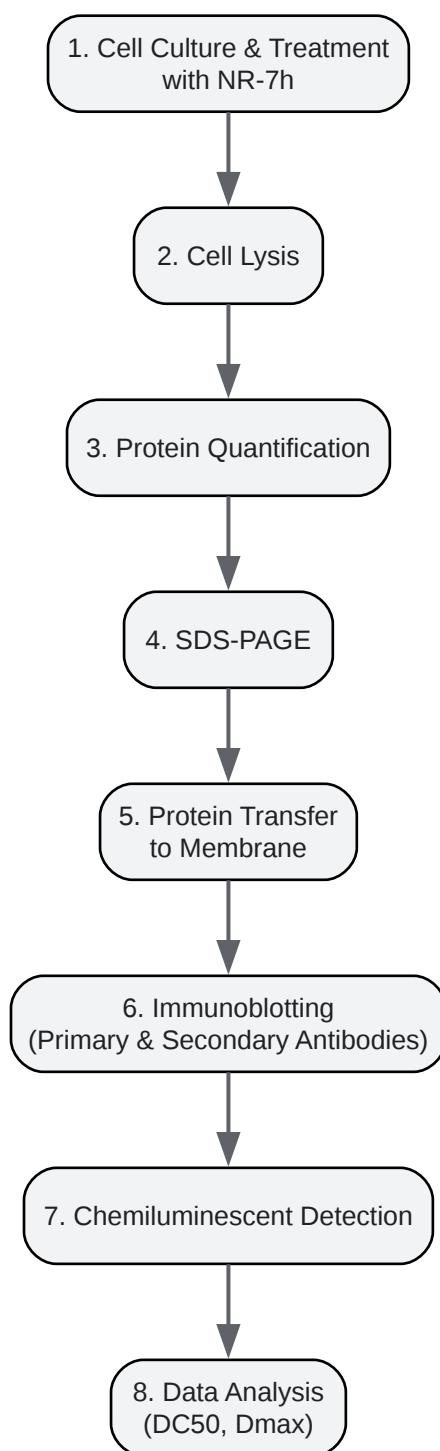 1. Cell Culture & Treatment
with NR-7h
2. Cell Lysis
3. Protein Quantification
4. SDS-PAGE
5. Protein Transfer
to Membrane
6. Immunoblotting
(Primary & Secondary Antibodies)
7. Chemiluminescent Detection
8. Data Analysis
(DC50, Dmax)